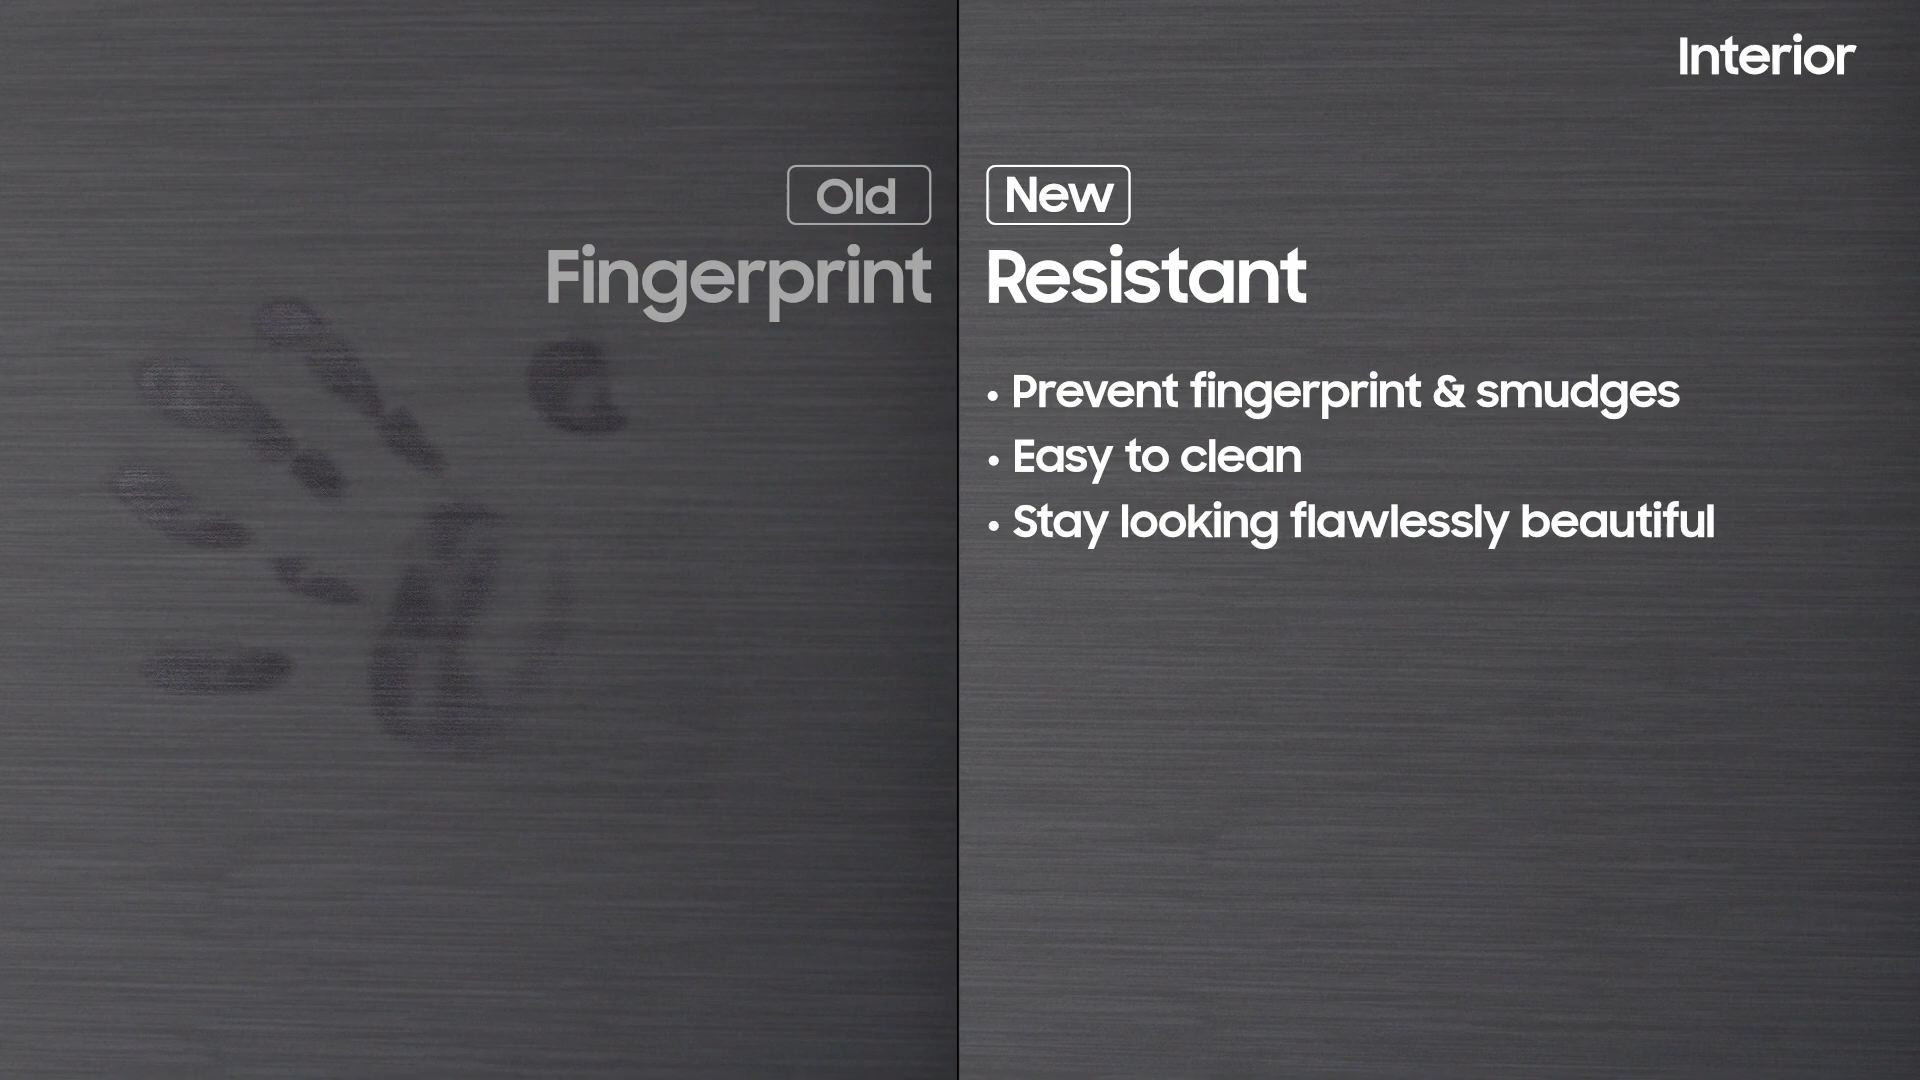 Interior
Old
New
Fingerprint Resistant
• Prevent fingerprint & smudges
• Easy to clean
• Stay looking flawlessly beautiful